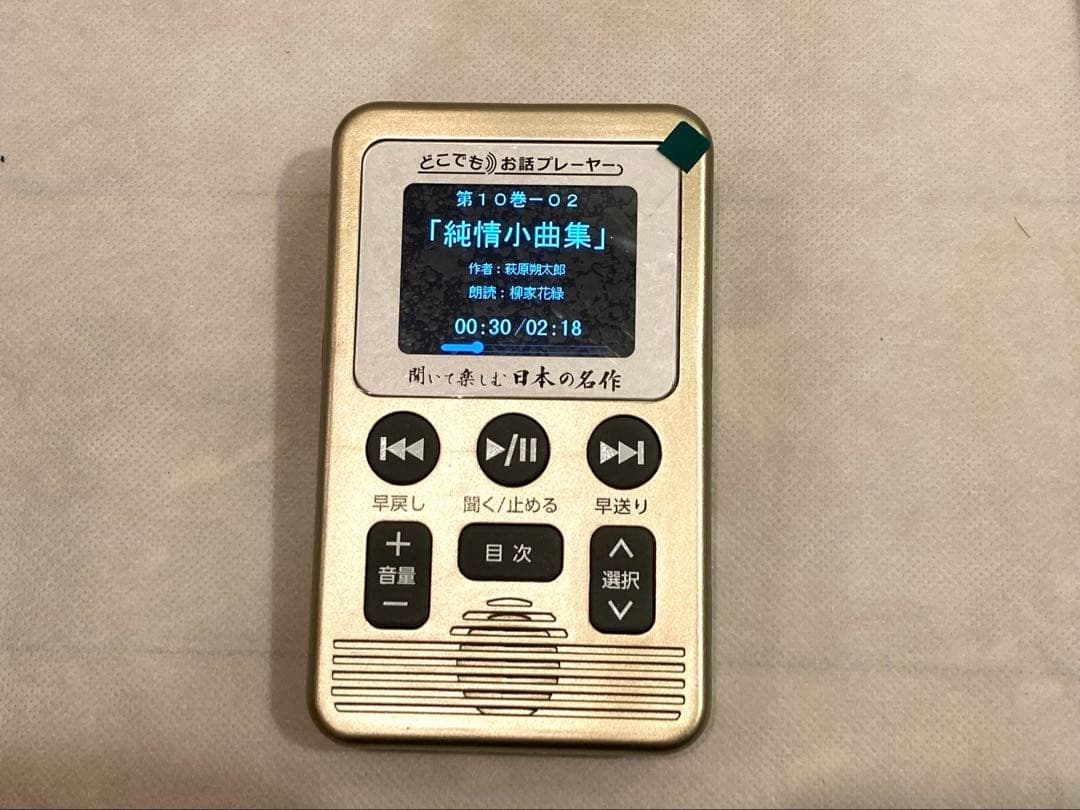 どこでも お話プレーヤー
第10巻-02
「純情小曲集」
作者：萩原朔太郎
朗読：柳家花緑
00:30/02:18
聞いて楽しむ 日本の名作
早戻し 聞く/止める 早送り
+ 音量 -
目次
選択